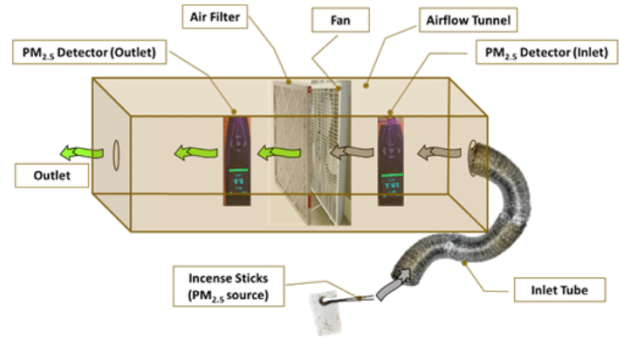 Air Filter
Fan
Airflow Tunnel
PM2.5 Detector (Outlet)
PM2.5 Detector (Inlet)
Outlet
Incense Sticks
(PM2.5 source)
Inlet Tube